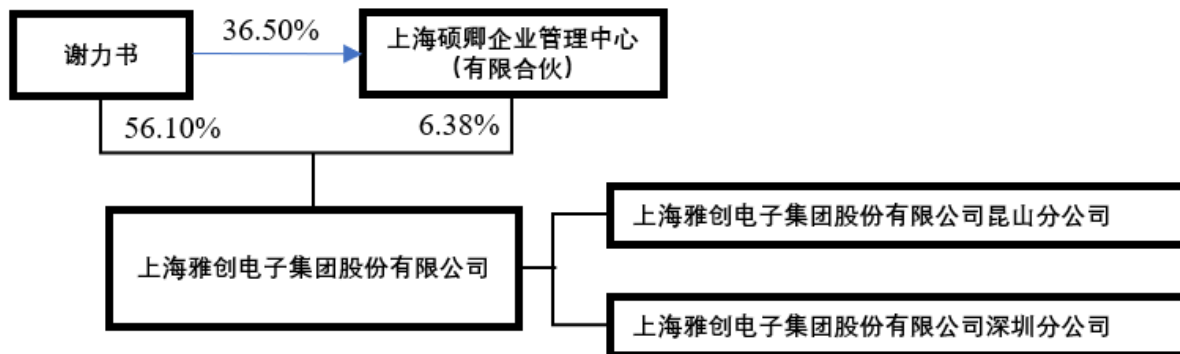 谢力书
36.50%
上海硕卿企业管理中心
(有限合伙)
56.10%
6.38%
上海雅创电子集团股份有限公司
上海雅创电子集团股份有限公司昆山分公司
上海雅创电子集团股份有限公司深圳分公司